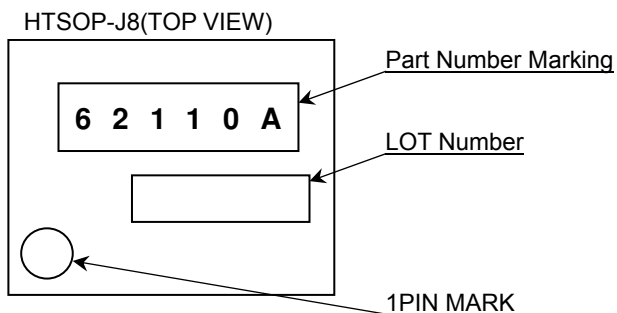 HTSOP-J8(TOP VIEW)
Part Number Marking
6 2 1 1 0 A
LOT Number
1PIN MARK